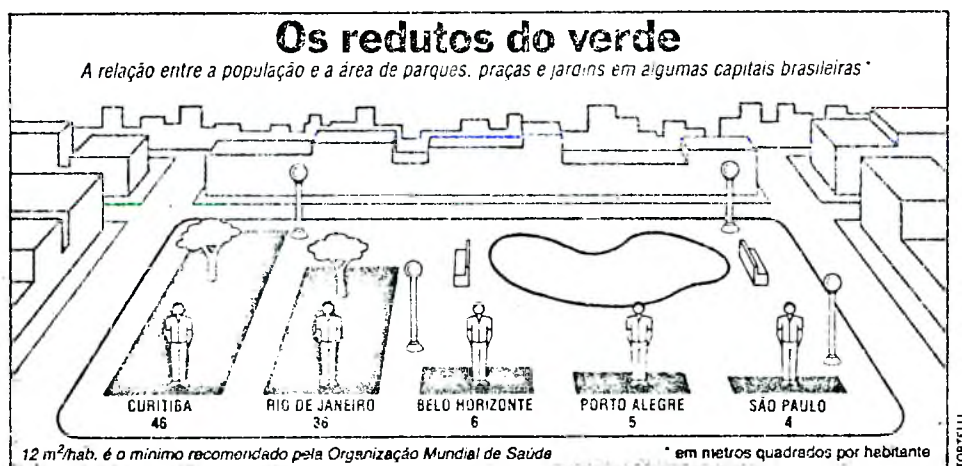 Os redutos do verde
A relação entre a população e a área de parques, praças e jardins em algumas capitais brasileiras *
CURITIBA
46
RIO DE JANEIRO
36
BELO HORIZONTE
6
PORTO ALEGRE
5
SÃO PAULO
4
12 m²/hab. é o mínimo recomendado pela Organização Mundial de Saúde
* em metros quadrados por habitante